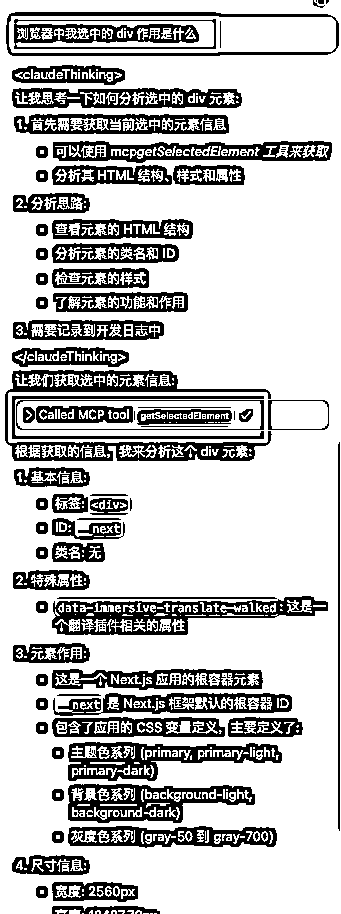 浏览器中我选中的 div 作用是什么
<claudeThinking>
让我思考一下如何分析选中的 div 元素:
1. 首先需要获取当前选中的元素信息
可以使用 mcpgetSelectedElement 工具来获取
分析其 HTML 结构、样式和属性
2. 分析思路:
查看元素的 HTML 结构
分析元素的类名和 ID
检查元素的样式
了解元素的功能和作用
3. 需要记录到开发日志中
</claudeThinking>
让我们获取选中的元素信息:
Called MCP tool getSelectedElement
根据获取的信息，我来分析这个 div 元素:
1. 基本信息:
标签: <div>
ID: __next
类名: 无
2. 特殊属性:
data-immersive-translate-walked: 这是一
个翻译插件相关的属性
3. 元素作用:
这是一个 Next.js 应用的根容器元素
__next 是 Next.js 框架默认的根容器 ID
包含了应用的 CSS 变量定义，主要定义了:
主题色系列 (primary, primary-light,
primary-dark)
背景色系列 (background-light,
background-dark)
灰度色系列 (gray-50 到 gray-700)
4. 尺寸信息:
宽度: 2560px